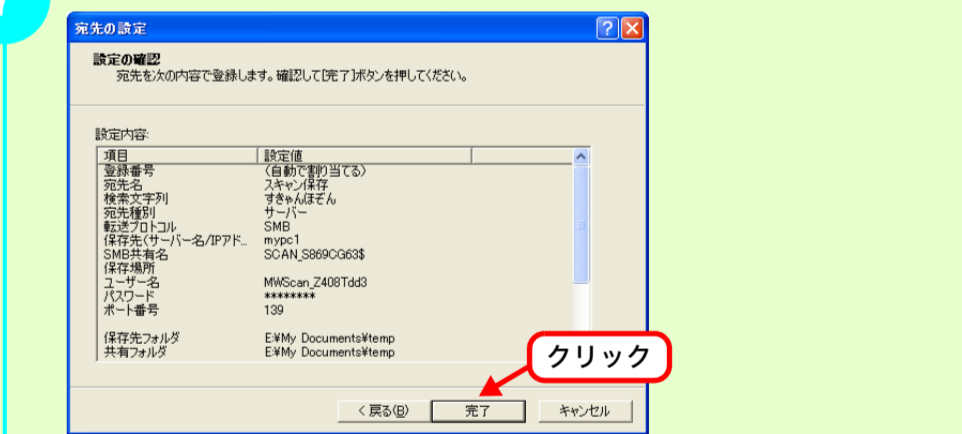 宛先の設定
設定の確認
宛先を次の内容で登録します。確認して[完了]ボタンを押してください。
設定内容:
項目 設定値
登録番号 (自動で割り当てる)
宛先名 スキャン保存
検索文字列 すきゃんほぞん
宛先種別 サーバー
転送プロトコル SMB
保存先(サーバー名/IPアド... mypc1
SMB共有名 SCAN_S869CG63$
保存場所
ユーザー名 MWScan_Z408Tdd3
パスワード ********
ポート番号 139
保存先フォルダ E:¥My Documents¥temp
共有フォルダ E:¥My Documents¥temp
クリック
< 戻る(B) 完了 キャンセル